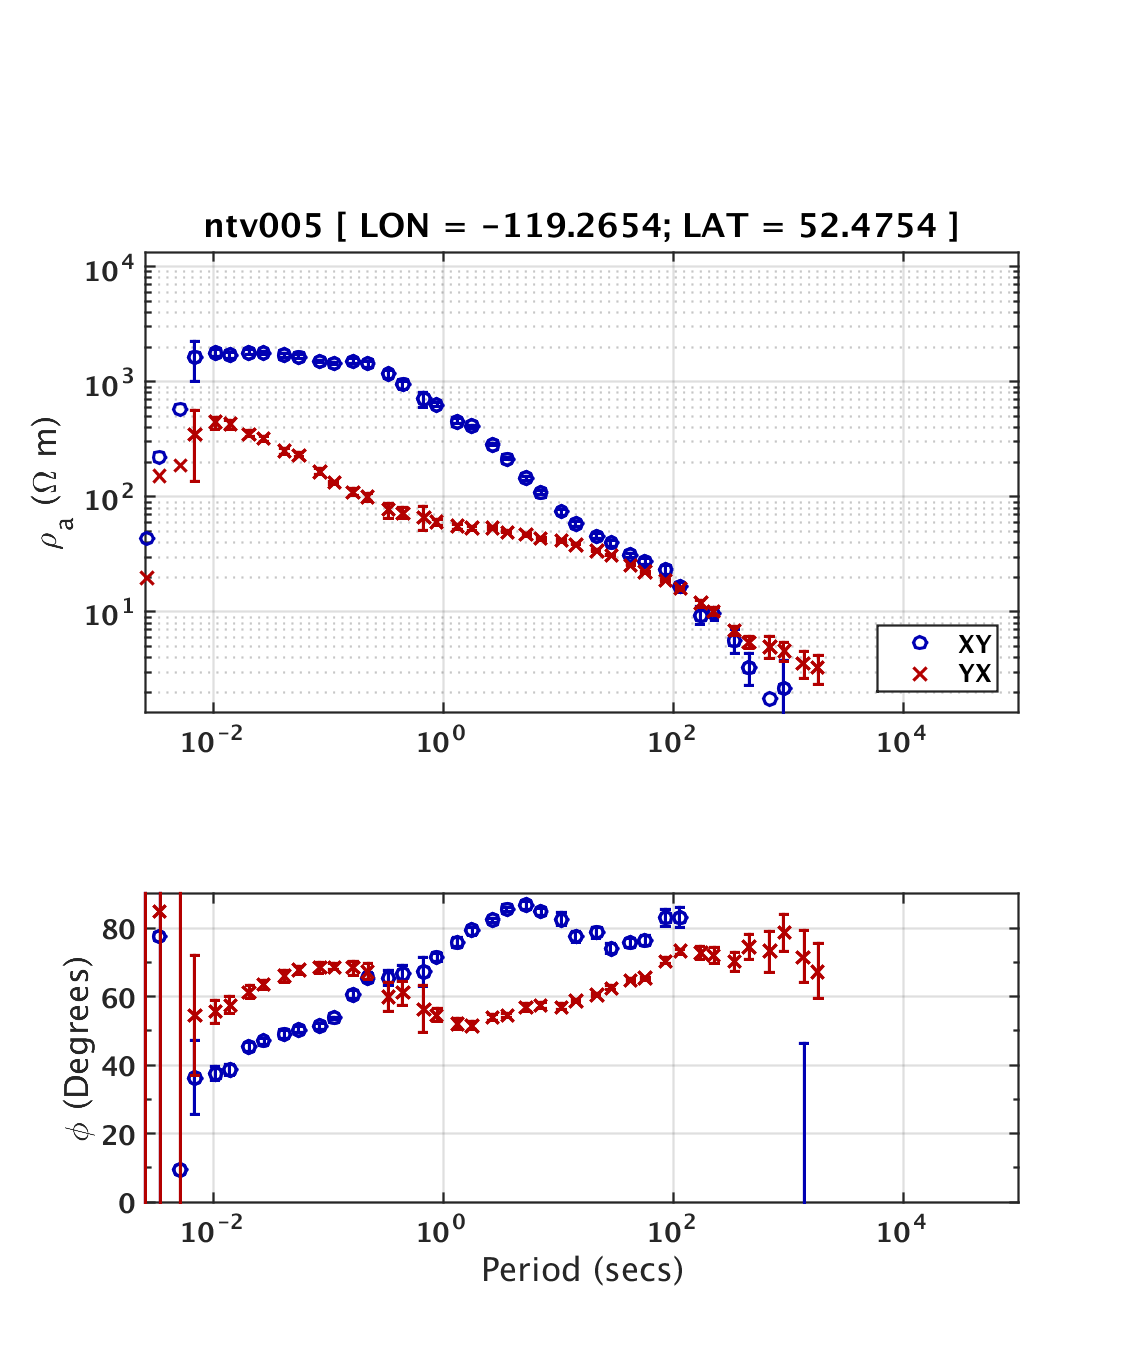 ntv005 [ LON = -119.2654; LAT = 52.4754 ]
10^4
10^3
10^2
10^1
ρ_a (Ω m)
XY
YX
10^-2 10^0 10^2 10^4
80
60
40
20
0
ϕ (Degrees)
10^-2 10^0 10^2 10^4
Period (secs)